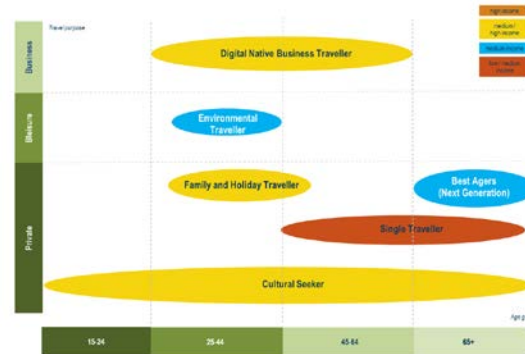 Travel purpose
high-income
medium /
high-income
medium-income
low / medium
income
Business
Digital Native Business Traveller
Bleisure
Environmental
Traveller
Private
Family and Holiday Traveller
Best Agers
(Next Generation)
Single Traveller
Cultural Seeker
15-24
25-44
45-64
65+